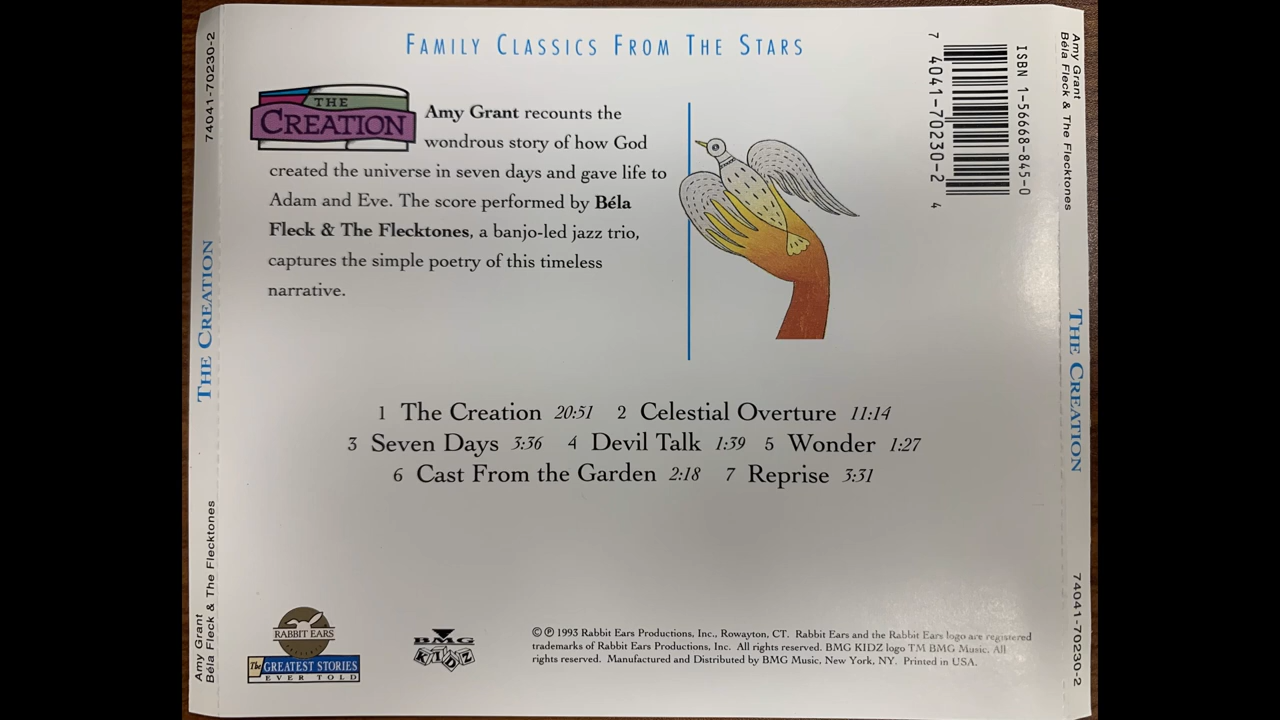 FAMILY CLASSICS FROM THE STARS
THE
CREATION
Amy Grant recounts the
wondrous story of how God
created the universe in seven days and gave life to
Adam and Eve. The score performed by Béla
Fleck & The Flecktones, a banjo-led jazz trio,
captures the simple poetry of this timeless
narrative.
ISBN 1-56668-845-0
7 4041-70230-2 4
1 The Creation 20:51 2 Celestial Overture 11:14
3 Seven Days 3:36 4 Devil Talk 1:39 5 Wonder 1:27
6 Cast From the Garden 2:18 7 Reprise 3:31
RABBIT EARS
The GREATEST STORIES
EVER TOLD
BMG
KIDZ
© ℗ 1993 Rabbit Ears Productions, Inc., Rowayton, CT. Rabbit Ears and the Rabbit Ears logo are registered
trademarks of Rabbit Ears Productions, Inc. All rights reserved. BMG KIDZ logo TM BMG Music. All
rights reserved. Manufactured and Distributed by BMG Music, New York, NY. Printed in USA.
74041-70230-2
THE CREATION
Amy Grant
Béla Fleck & The Flecktones
Amy Grant
Béla Fleck & The Flecktones
THE CREATION
74041-70230-2